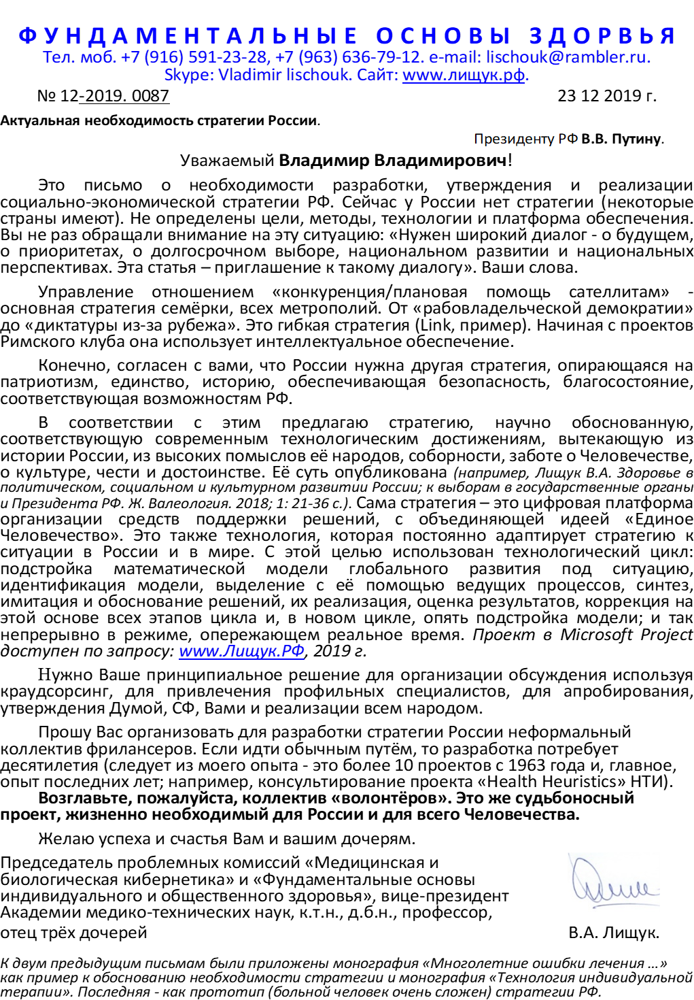 ФУНДАМЕНТАЛЬНЫЕ ОСНОВЫ ЗДОРВЬЯ
Тел. моб. +7 (916) 591-23-28, +7 (963) 636-79-12. e-mail: lischouk@rambler.ru.
Skype: Vladimir lischouk. Сайт: www.лищук.рф.
№ 12-2019. 0087 23 12 2019 г.
Актуальная необходимость стратегии России.
Президенту РФ В.В. Путину.
Уважаемый Владимир Владимирович!
Это письмо о необходимости разработки, утверждения и реализации
социально-экономической стратегии РФ. Сейчас у России нет стратегии (некоторые
страны имеют). Не определены цели, методы, технологии и платформа обеспечения.
Вы не раз обращали внимание на эту ситуацию: «Нужен широкий диалог - о будущем,
о приоритетах, о долгосрочном выборе, национальном развитии и национальных
перспективах. Эта статья – приглашение к такому диалогу». Ваши слова.
Управление отношением «конкуренция/плановая помощь сателлитам» -
основная стратегия семёрки, всех метрополий. От «рабовладельческой демократии»
до «диктатуры из-за рубежа». Это гибкая стратегия (Link, пример). Начиная с проектов
Римского клуба она использует интеллектуальное обеспечение.
Конечно, согласен с вами, что России нужна другая стратегия, опирающаяся на
патриотизм, единство, историю, обеспечивающая безопасность, благосостояние,
соответствующая возможностям РФ.
В соответствии с этим предлагаю стратегию, научно обоснованную,
соответствующую современным технологическим достижениям, вытекающую из
истории России, из высоких помыслов её народов, соборности, заботе о Человечестве,
о культуре, чести и достоинстве. Её суть опубликована (например, Лищук В.А. Здоровье в
политическом, социальном и культурном развитии России; к выборам в государственные органы
и Президента РФ. Ж. Валеология. 2018; 1: 21-36 с.). Сама стратегия – это цифровая платформа
организации средств поддержки решений, с объединяющей идеей «Единое
Человечество». Это также технология, которая постоянно адаптирует стратегию к
ситуации в России и в мире. С этой целью использован технологический цикл:
подстройка математической модели глобального развития под ситуацию,
идентификация модели, выделение с её помощью ведущих процессов, синтез,
имитация и обоснование решений, их реализация, оценка результатов, коррекция на
этой основе всех этапов цикла и, в новом цикле, опять подстройка модели; и так
непрерывно в режиме, опережающем реальное время. Проект в Microsoft Project
доступен по запросу: www.Лищук.РФ, 2019 г.
Нужно Ваше принципиальное решение для организации обсуждения используя
краудсорсинг, для привлечения профильных специалистов, для апробирования,
утверждения Думой, СФ, Вами и реализации всем народом.
Прошу Вас организовать для разработки стратегии России неформальный
коллектив фрилансеров. Если идти обычным путём, то разработка потребует
десятилетия (следует из моего опыта - это более 10 проектов с 1963 года и, главное,
опыт последних лет; например, консультирование проекта «Health Heuristics» НТИ).
Возглавьте, пожалуйста, коллектив «волонтёров». Это же судьбоносный
проект, жизненно необходимый для России и для всего Человечества.
Желаю успеха и счастья Вам и вашим дочерям.
Председатель проблемных комиссий «Медицинская и
биологическая кибернетика» и «Фундаментальные основы
индивидуального и общественного здоровья», вице-президент
Академии медико-технических наук, к.т.н., д.б.н., профессор,
отец трёх дочерей В.А. Лищук.
К двум предыдущим письмам были приложены монография «Многолетние ошибки лечения ...»
как пример к обоснованию необходимости стратегии и монография «Технология индивидуальной
терапии». Последняя - как прототип (больной человек очень сложен) стратегии РФ.